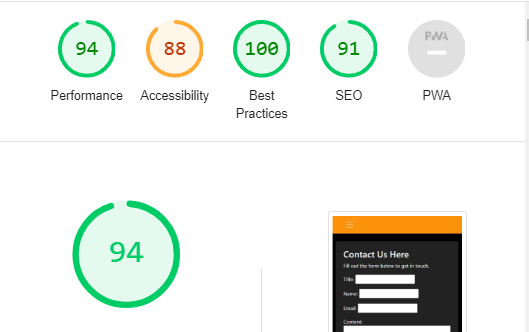 94
88
100
91
PWA
Performance
Accessibility
Best
Practices
SEO
PWA
94
Contact Us Here
Fill out the form below to get in touch.
Title:
Name:
Email:
Content: